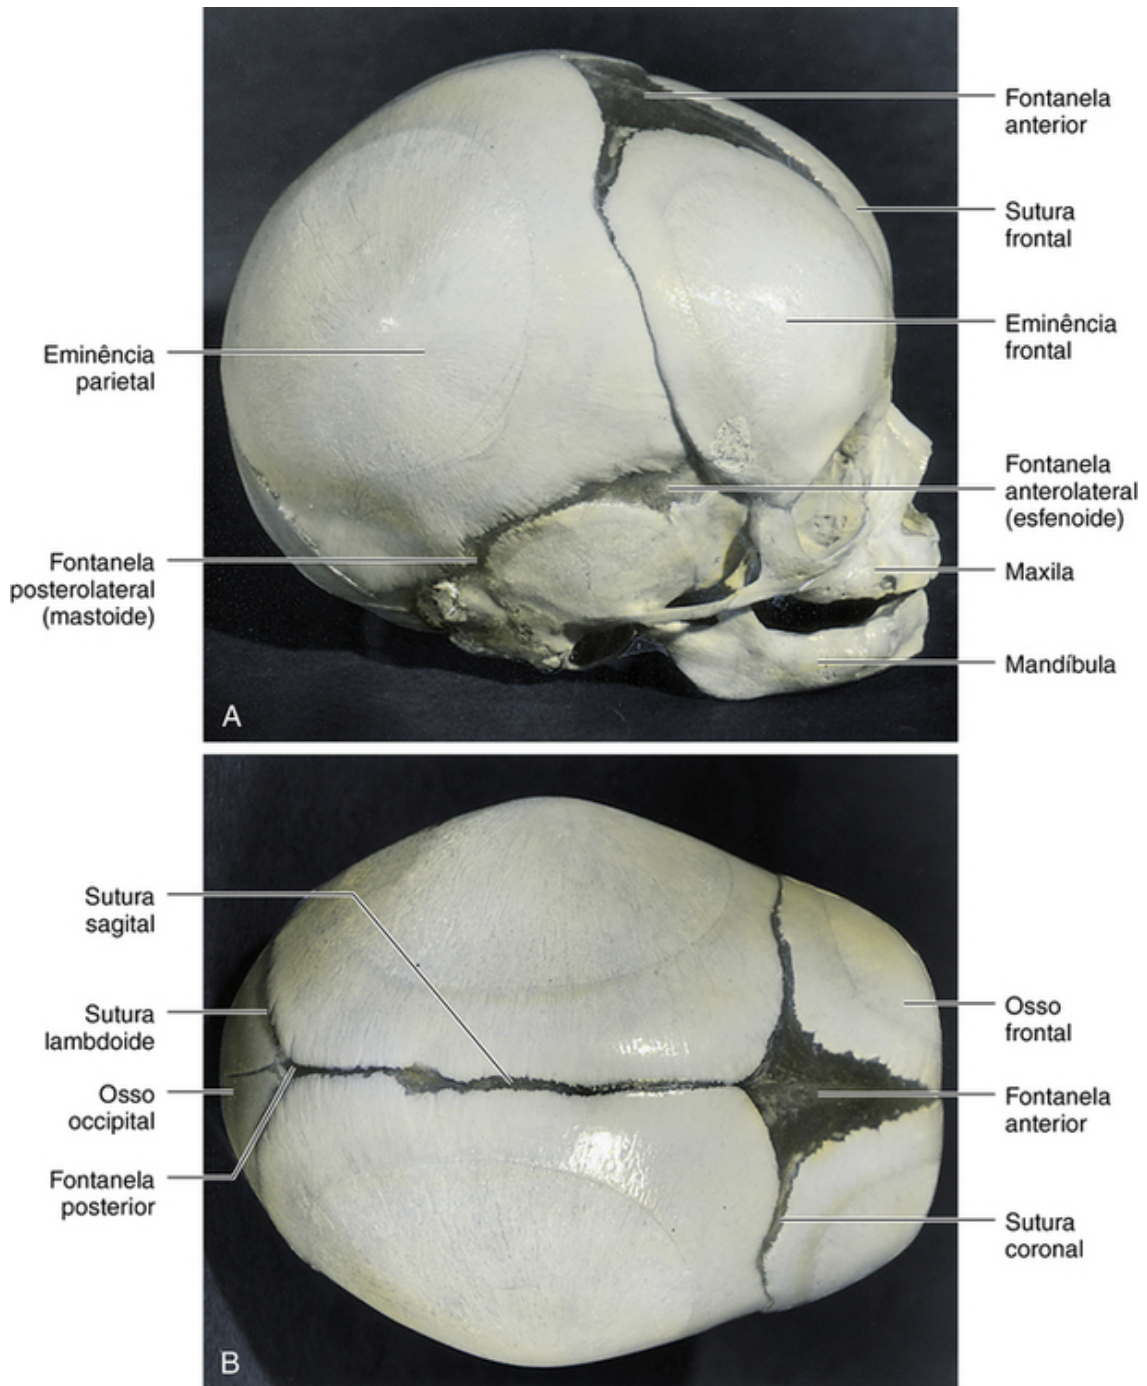 Fontanela
anterior
Sutura
frontal
Eminência
frontal
Eminência
parietal
Fontanela
anterolateral
(esfenoide)
Fontanela
posterolateral
(mastoide)
Maxila
Mandíbula
A
Sutura
sagital
Sutura
lambdoide
Osso
frontal
Osso
occipital
Fontanela
anterior
Fontanela
posterior
Sutura
coronal
B